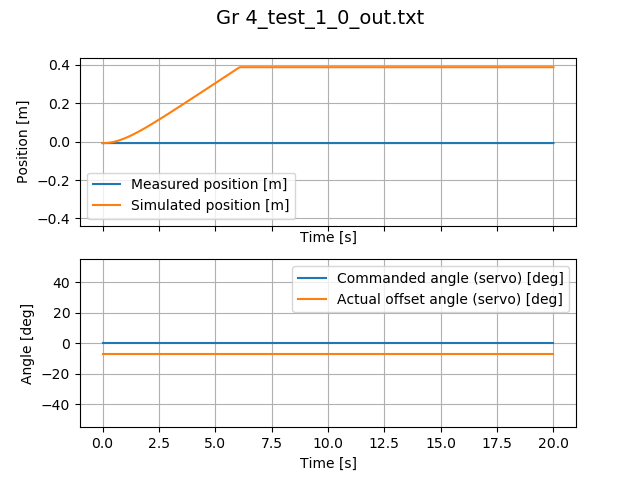 Gr 4_test_1_0_out.txt
0.4
0.2
0.0
−0.2
−0.4
Position [m]
Measured position [m]
Simulated position [m]
Time [s]
40
20
0
−20
−40
Angle [deg]
Commanded angle (servo) [deg]
Actual offset angle (servo) [deg]
0.0 2.5 5.0 7.5 10.0 12.5 15.0 17.5 20.0
Time [s]